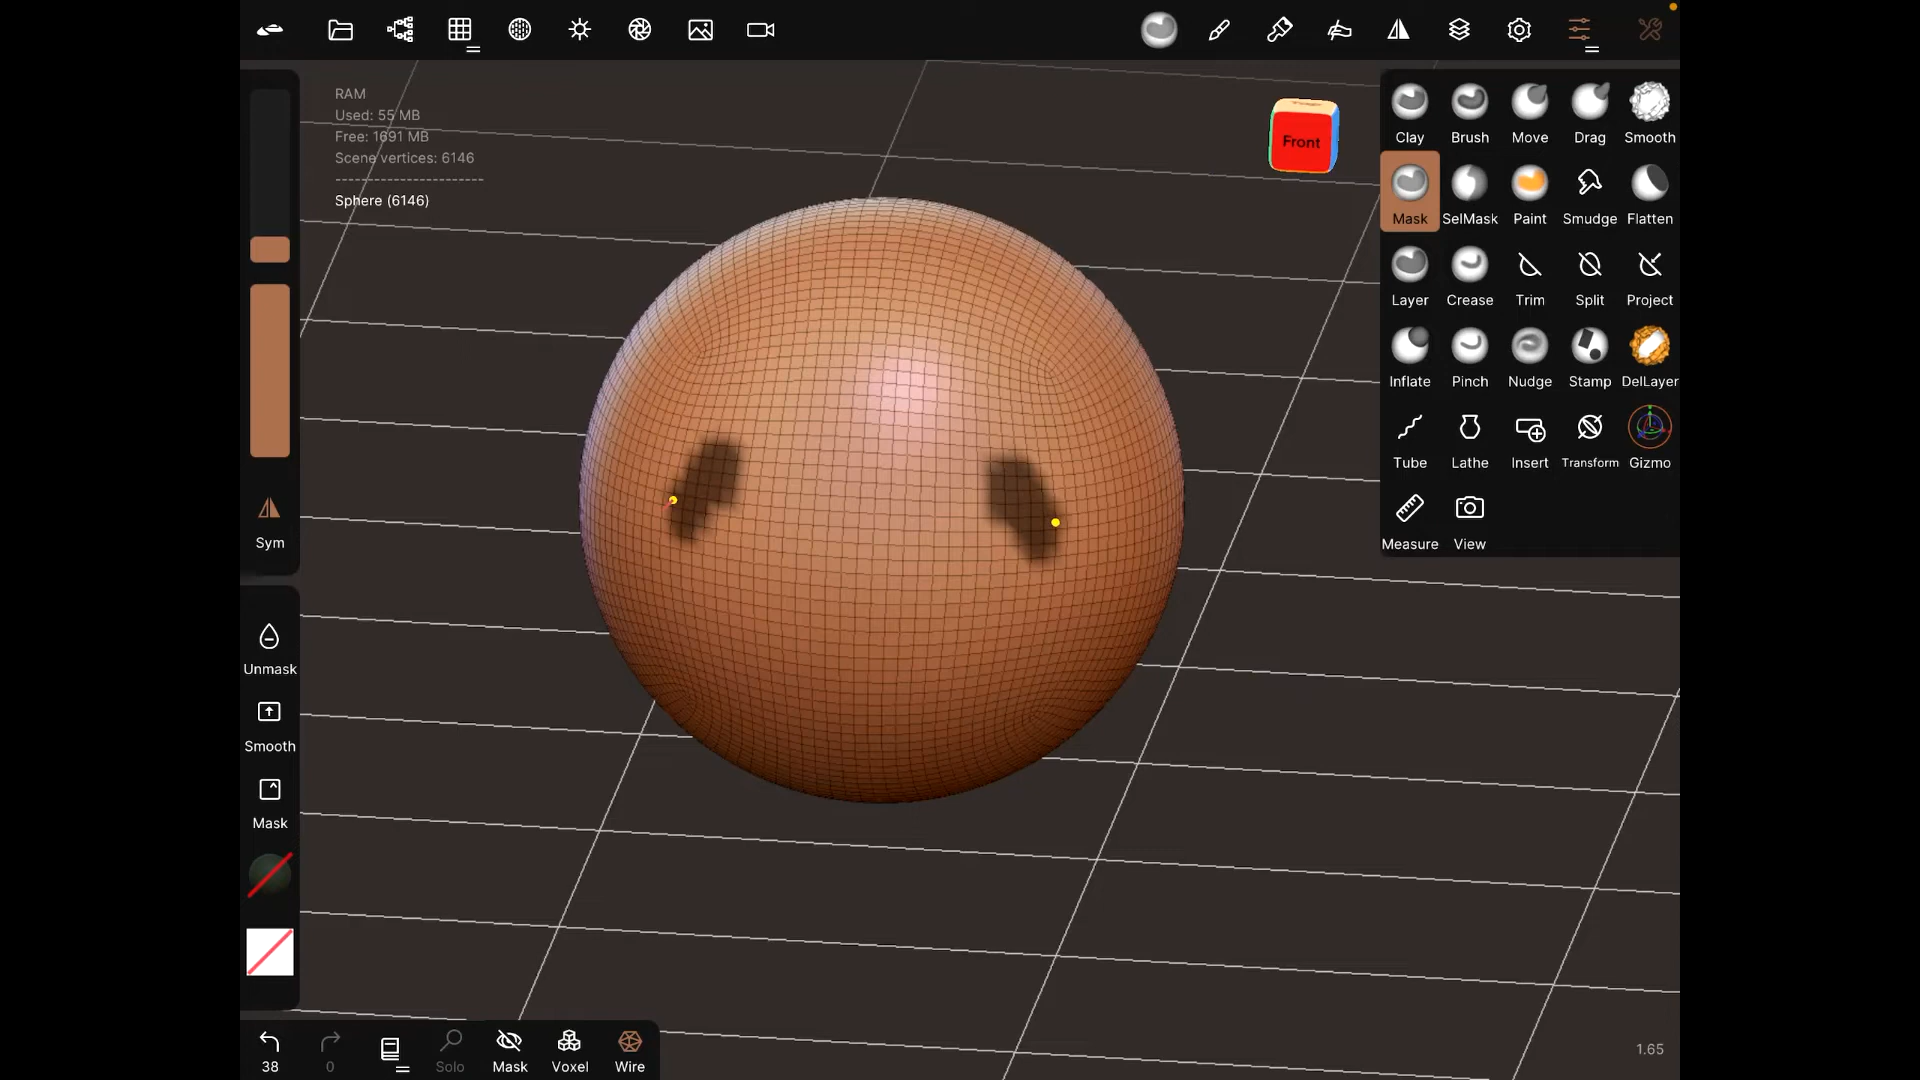 RAM
Used: 55 MB
Free: 1691 MB
Scene vertices: 6146
------------------------
Sphere (6146)
Front
Clay Brush Move Drag Smooth
Mask SelMask Paint Smudge Flatten
Layer Crease Trim Split Project
Inflate Pinch Nudge Stamp DelLayer
Tube Lathe Insert Transform Gizmo
Measure View
Sym
Unmask
Smooth
Mask
38 0 Solo Mask Voxel Wire
1.65